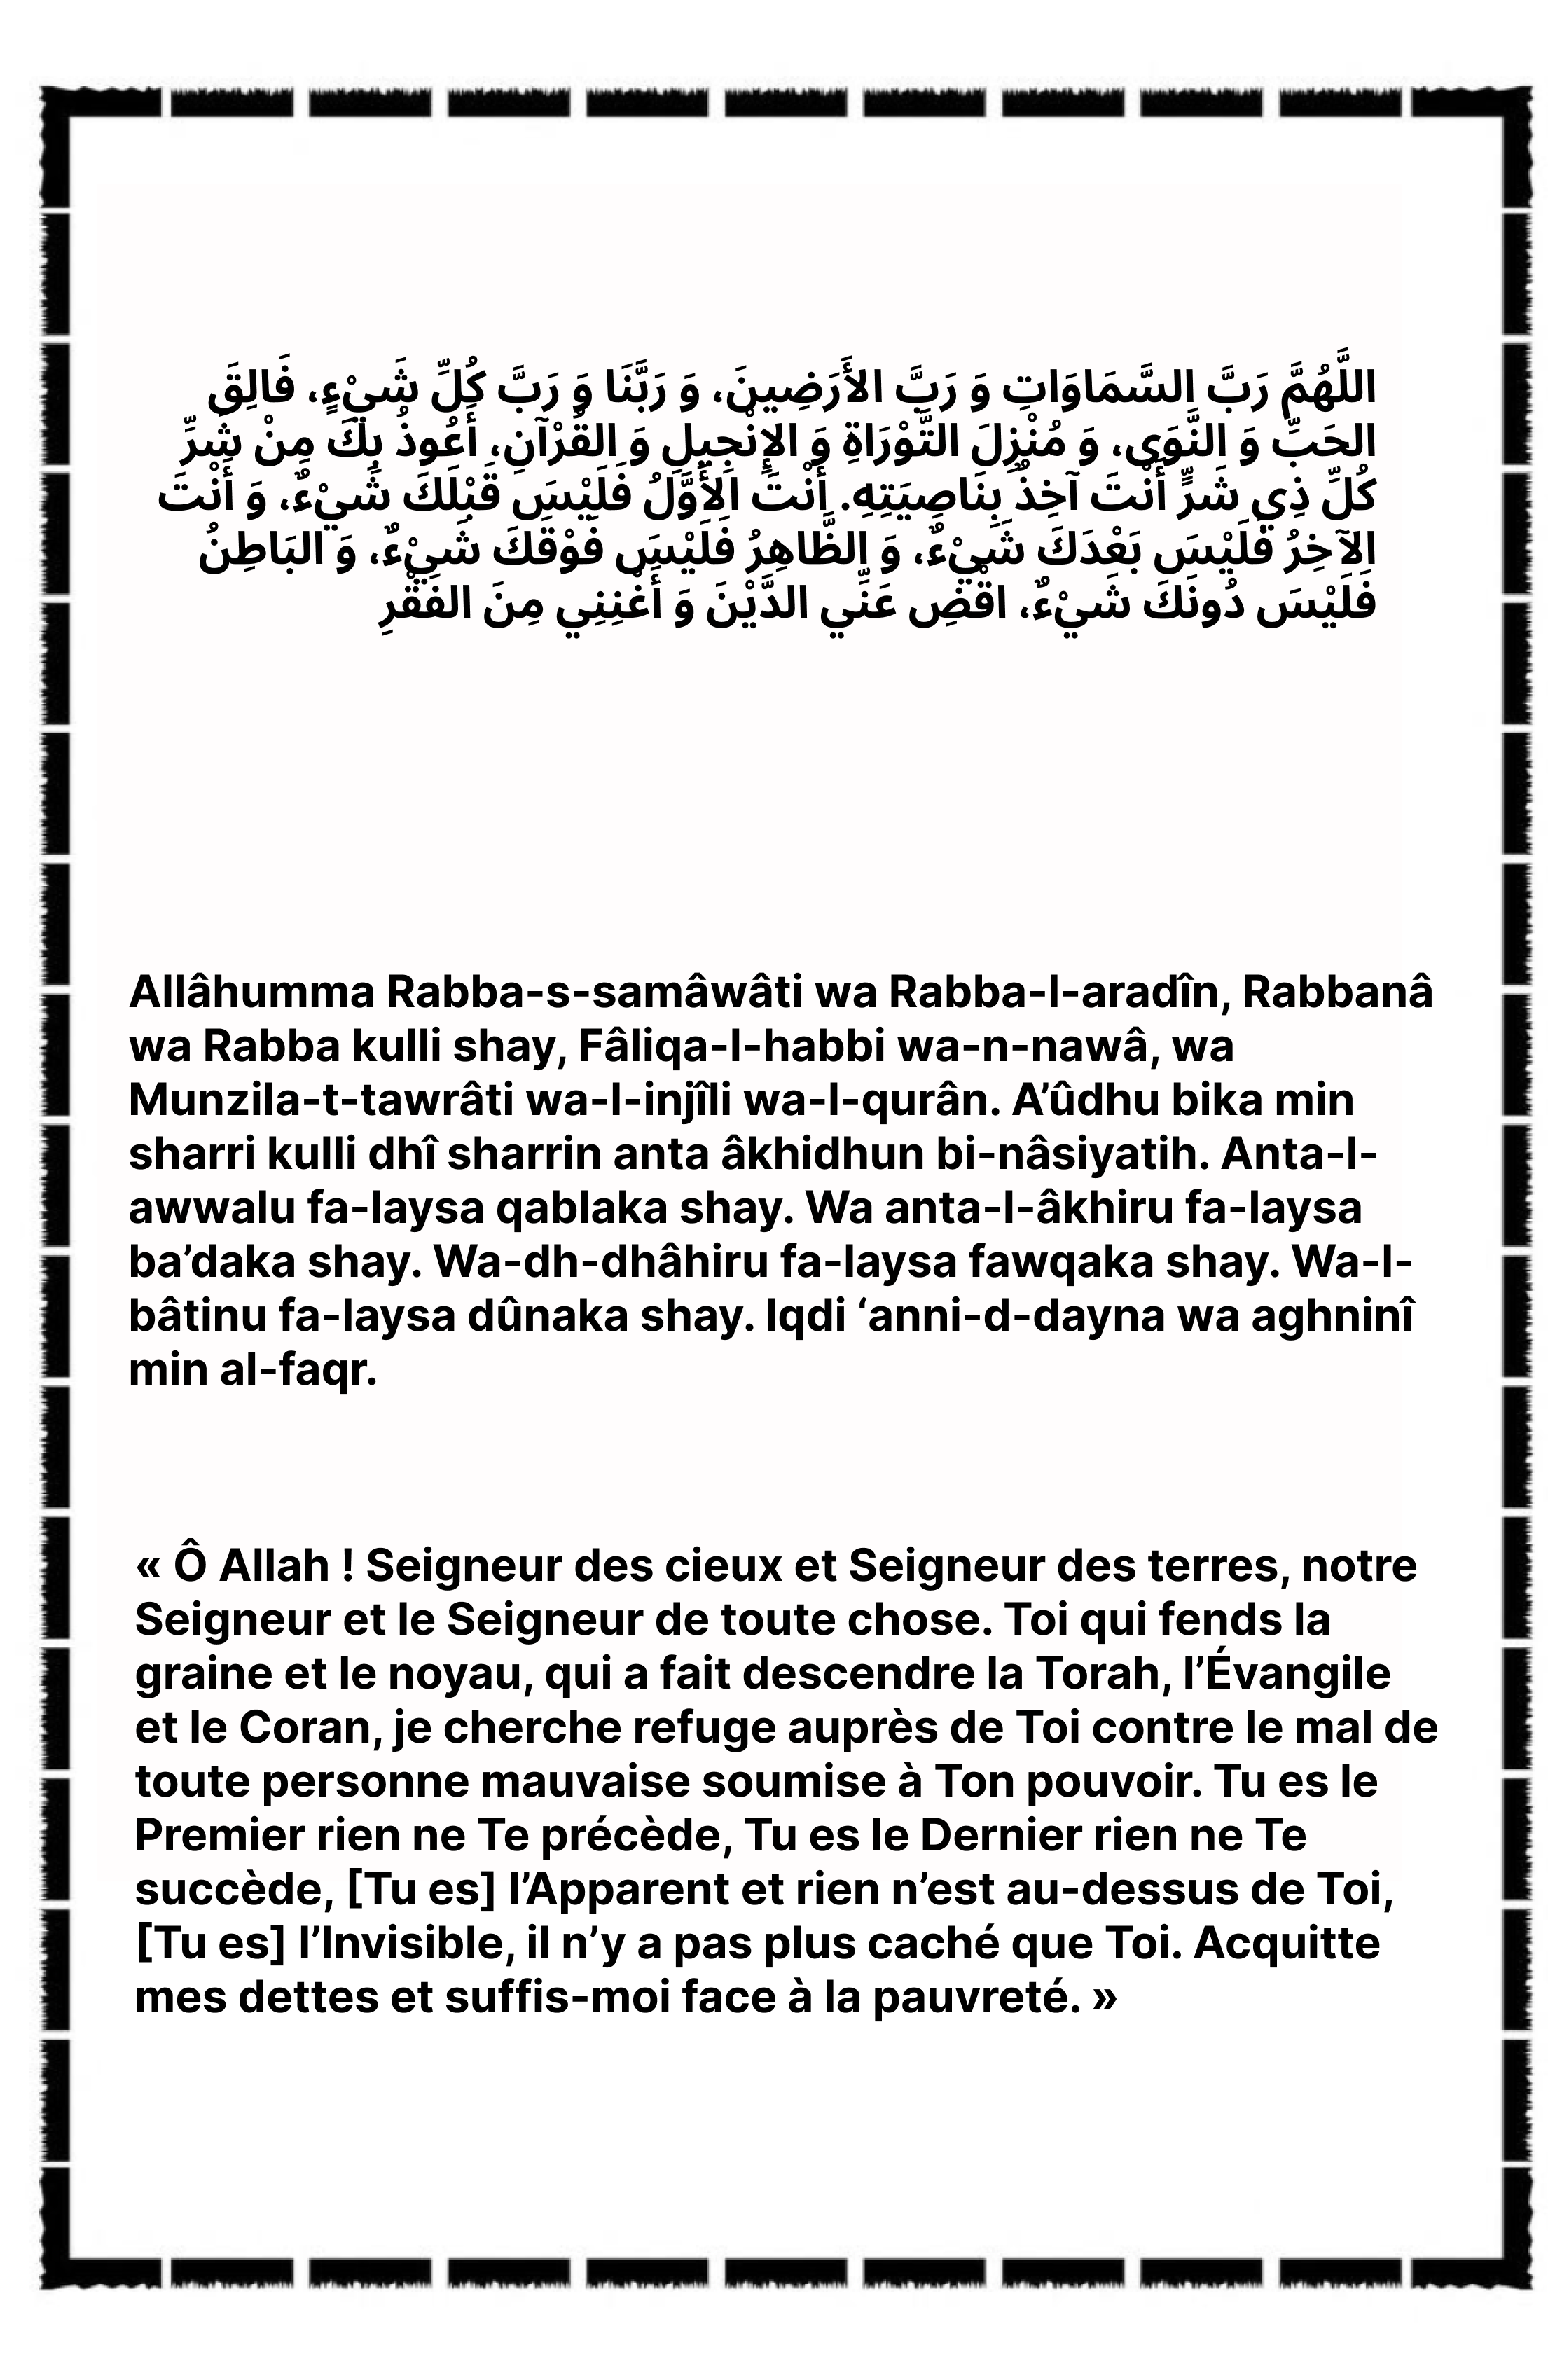 اللَّهُمَّ رَبَّ السَّمَاوَاتِ وَ رَبَّ الأَرَضِينَ، وَ رَبَّنَا وَ رَبَّ كُلِّ شَيْءٍ، فَالِقَ
الحَبِّ وَ النَّوَى، وَ مُنْزِلَ التَّوْرَاةِ وَ الإِنْجِيلِ وَ القُرْآنِ، أَعُوذُ بِكَ مِنْ شَرِّ
كُلِّ ذِي شَرٍّ أَنْتَ آخِذٌ بِنَاصِيَتِهِ. أَنْتَ الأَوَّلُ فَلَيْسَ قَبْلَكَ شَيْءٌ، وَ أَنْتَ
الآخِرُ فَلَيْسَ بَعْدَكَ شَيْءٌ، وَ الظَّاهِرُ فَلَيْسَ فَوْقَكَ شَيْءٌ، وَ البَاطِنُ
فَلَيْسَ دُونَكَ شَيْءٌ، اقْضِ عَنِّي الدَّيْنَ وَ أَغْنِنِي مِنَ الفَقْرِ
Allâhumma Rabba-s-samâwâti wa Rabba-l-aradîn, Rabbanâ
wa Rabba kulli shay, Fâliqa-l-habbi wa-n-nawâ, wa
Munzila-t-tawrâti wa-l-injîli wa-l-qurân. A’ûdhu bika min
sharri kulli dhî sharrin anta âkhidhun bi-nâsiyatih. Anta-l-
awwalu fa-laysa qablaka shay. Wa anta-l-âkhiru fa-laysa
ba’daka shay. Wa-dh-dhâhiru fa-laysa fawqaka shay. Wa-l-
bâtinu fa-laysa dûnaka shay. Iqdi ‘anni-d-dayna wa aghninî
min al-faqr.
« Ô Allah ! Seigneur des cieux et Seigneur des terres, notre
Seigneur et le Seigneur de toute chose. Toi qui fends la
graine et le noyau, qui a fait descendre la Torah, l’Évangile
et le Coran, je cherche refuge auprès de Toi contre le mal de
toute personne mauvaise soumise à Ton pouvoir. Tu es le
Premier rien ne Te précède, Tu es le Dernier rien ne Te
succède, [Tu es] l’Apparent et rien n’est au-dessus de Toi,
[Tu es] l’Invisible, il n’y a pas plus caché que Toi. Acquitte
mes dettes et suffis-moi face à la pauvreté. »